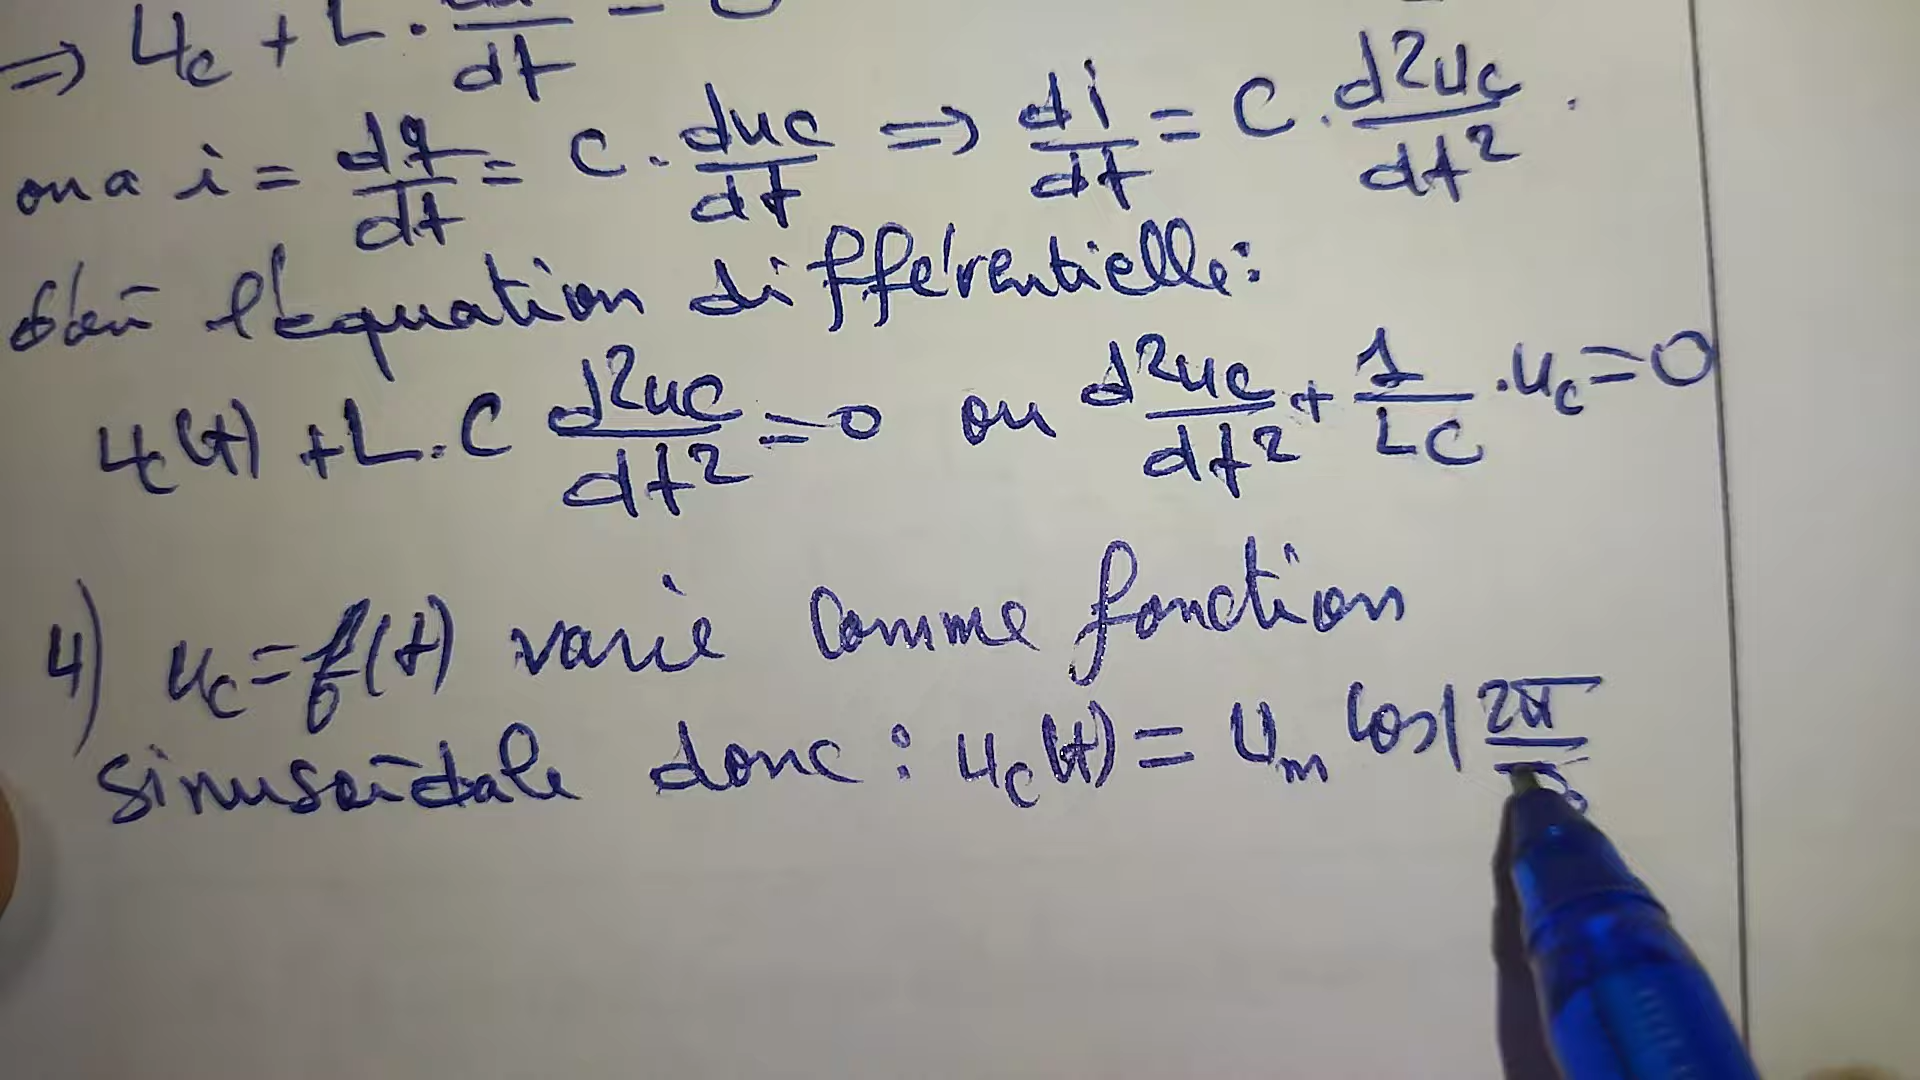 ⇒ uc + L. /dt = 0
on a i = dq/dt = C. duc/dt ⇒ di/dt = C. d²uc/dt².
d'où l'équation différentielle:
uc(t) + L.C d²uc/dt² = 0 ou d²uc/dt² + 1/LC .uc = 0
4) uc = f(t) varie comme fonction
sinusoïdale donc : uc(t) = Um cos( 2π/